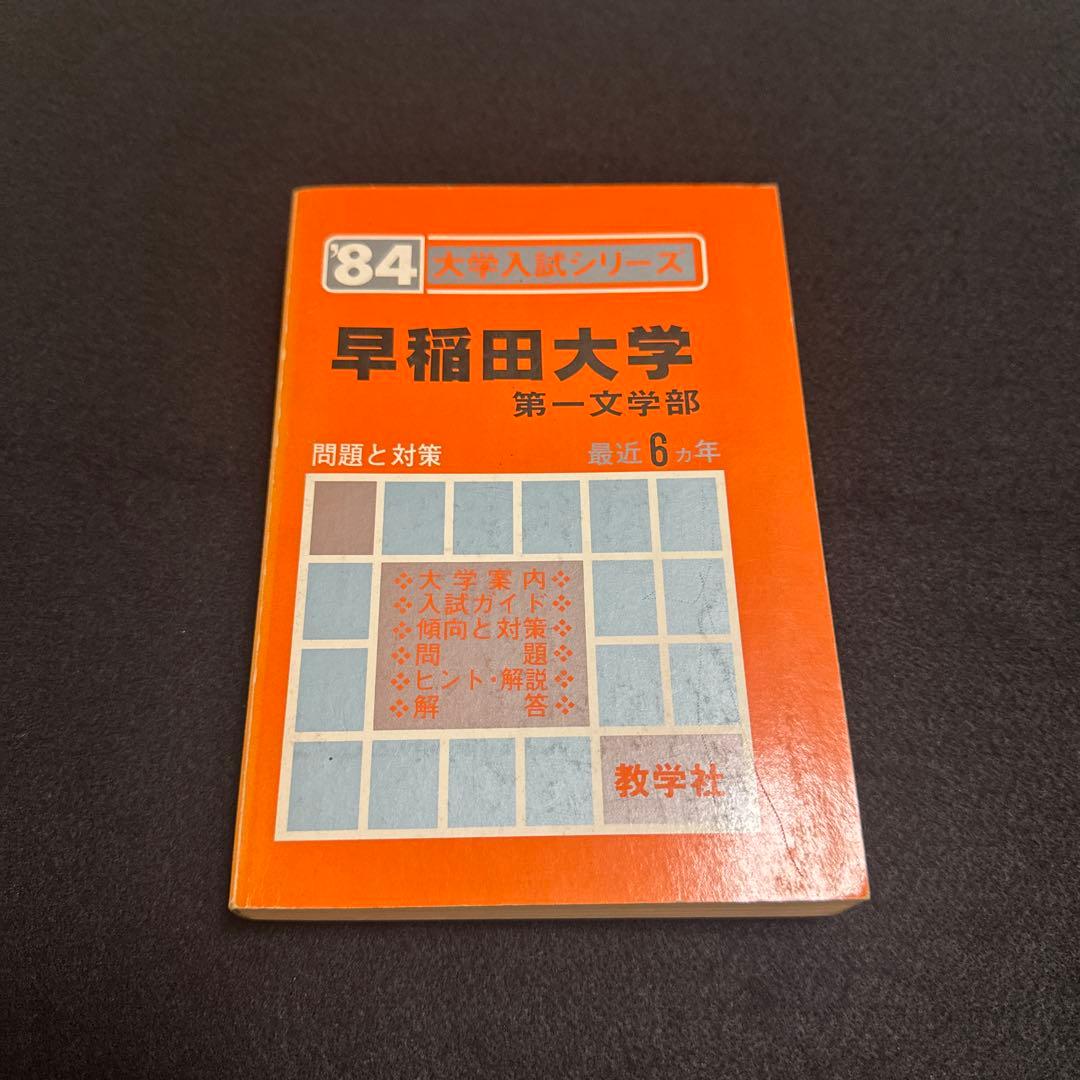 '84 大学入試シリーズ
早稲田大学
第一文学部
問題と対策 最近6ヵ年
❖大学案内❖
❖入試ガイド❖
❖傾向と対策❖
❖問題❖
❖ヒント・解説❖
❖解答❖
教学社